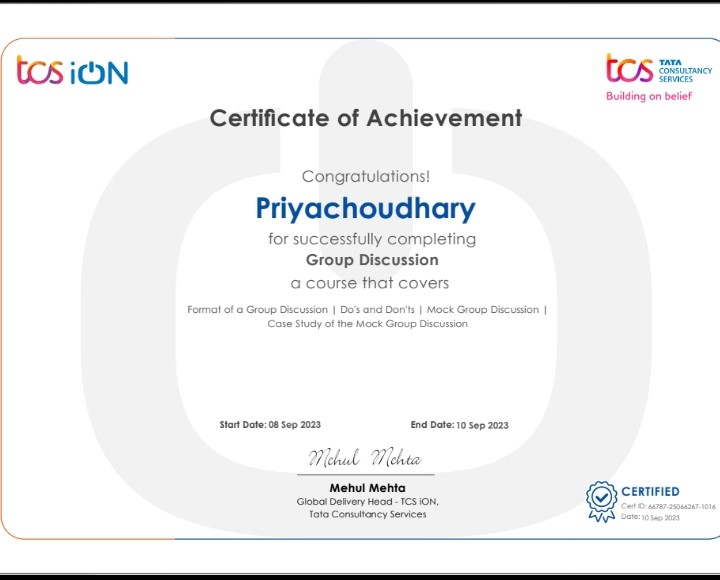 tcs iON
tcs TATA
CONSULTANCY
SERVICES
Building on belief
Certificate of Achievement
Congratulations!
Priyachoudhary
for successfully completing
Group Discussion
a course that covers
Format of a Group Discussion | Do's and Don'ts | Mock Group Discussion |
Case Study of the Mock Group Discussion
Start Date: 08 Sep 2023 End Date: 10 Sep 2023
Mehul Mehta
Mehul Mehta
Global Delivery Head - TCS iON,
Tata Consultancy Services
CERTIFIED
Cert ID: 66787-25066267-1016
Date: 10 Sep 2023